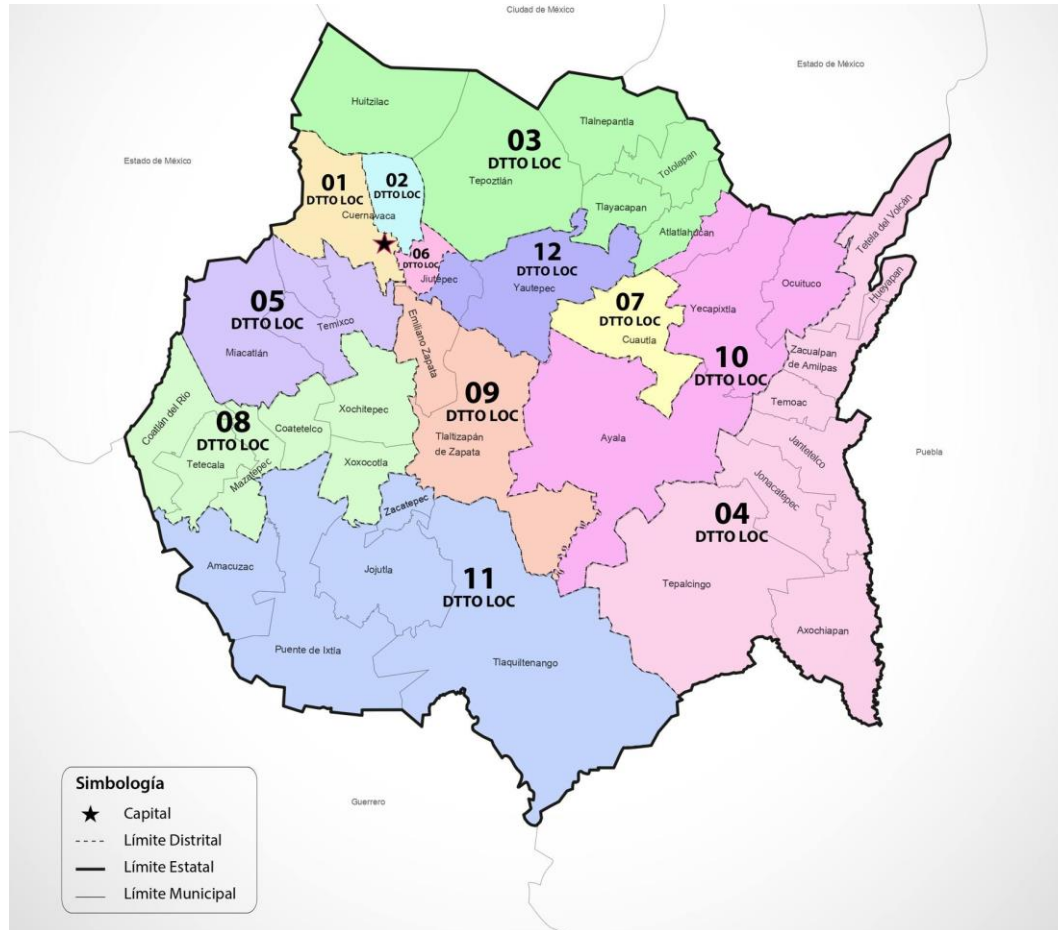 Ciudad de México
Estado de México
Estado de México
Huitzilac
Tlalnepantla
03
DTTO LOC
Tepoztlán
Totolapan
01
DTTO LOC
Cuernavaca
02
DTTO LOC
Tlayacapan
Atlatlahucan
Tetela del Volcán
06
DTTO LOC
Jiutepec
12
DTTO LOC
Yautepec
Ocuituco
Hueyapan
05
DTTO LOC
Temixco
Miacatlán
Emiliano Zapata
07
DTTO LOC
Cuautla
Yecapixtla
10
DTTO LOC
Zacualpan
de Amilpas
Temoac
Coatlán del Río
08
DTTO LOC
Tetecala
Mazatepec
Coatetelco
Xochitepec
Xoxocotla
09
DTTO LOC
Tlaltizapán
de Zapata
Ayala
Jantetelco
Jonacatepec
Puebla
Zacatepec
04
DTTO LOC
Tepalcingo
Amacuzac
Jojutla
11
DTTO LOC
Axochiapan
Puente de Ixtla
Tlaquiltenango
Guerrero
Simbología
Capital
Límite Distrital
Límite Estatal
Límite Municipal